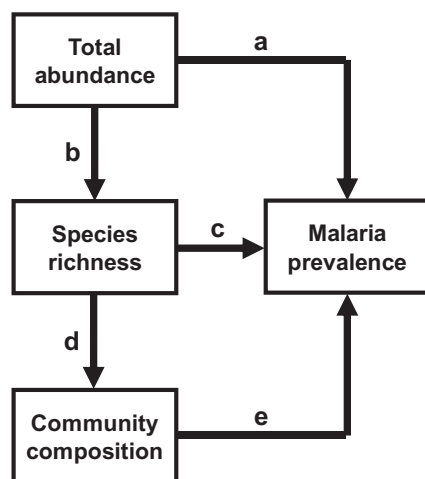 Total
abundance
a
b
Species
richness
c
Malaria
prevalence
d
Community
composition
e